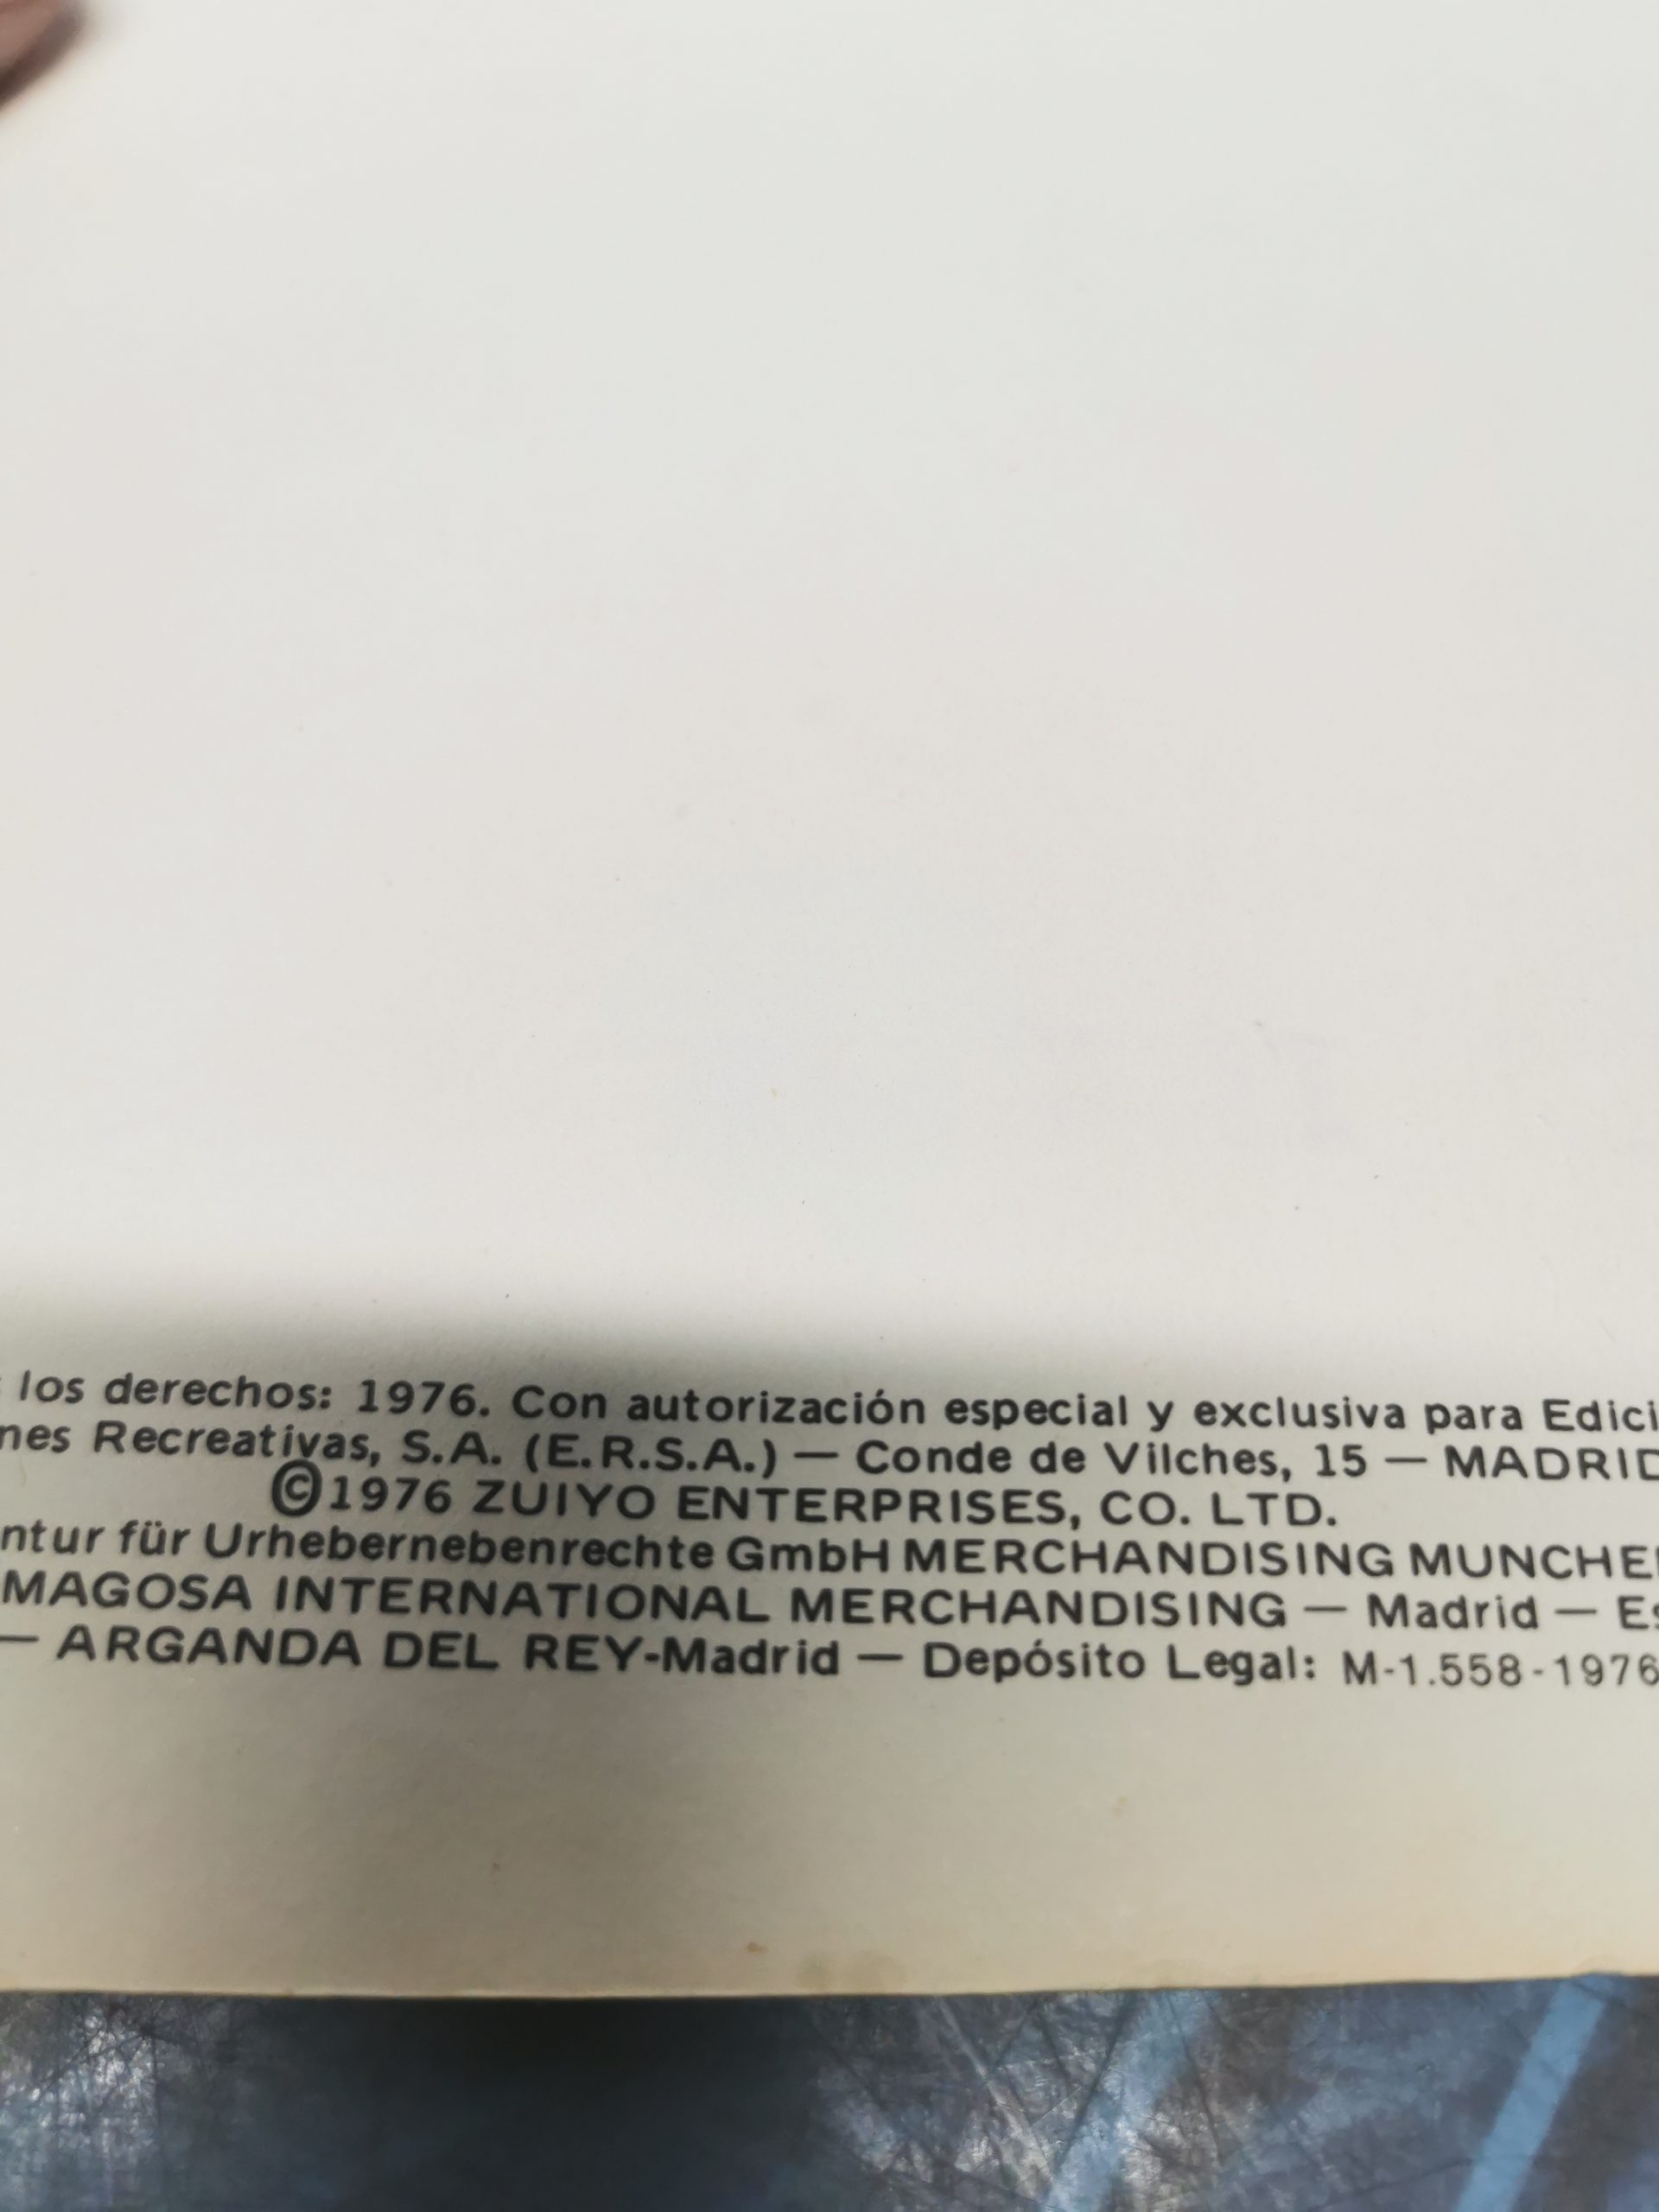 los derechos: 1976. Con autorización especial y exclusiva para Edici
nes Recreativas, S.A. (E.R.S.A.) — Conde de Vilches, 15 — MADRID
©1976 ZUIYO ENTERPRISES, CO. LTD.
ntur für Urhebernebenrechte GmbH MERCHANDISING MUNCHE
MAGOSA INTERNATIONAL MERCHANDISING — Madrid — Es
— ARGANDA DEL REY-Madrid — Depósito Legal: M-1.558-1976